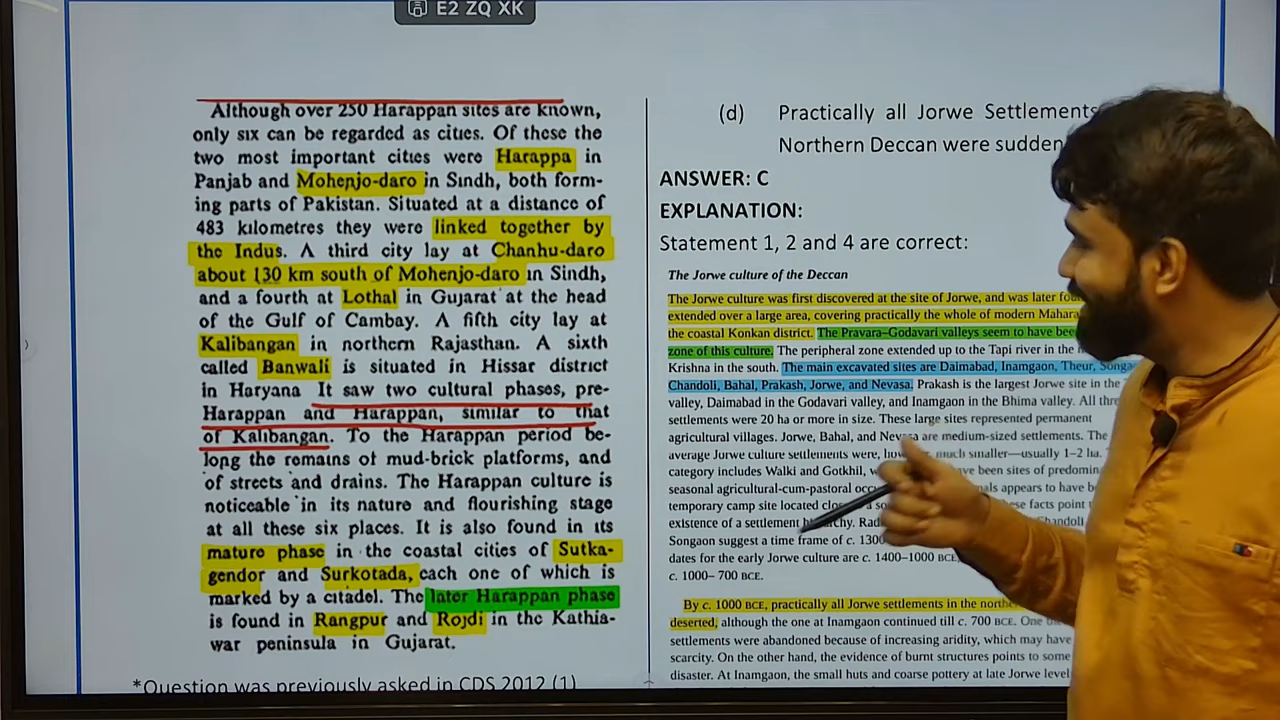 E2 ZQ XK
Although over 250 Harappan sites are known,
only six can be regarded as cities. Of these the
two most important cities were Harappa in
Panjab and Mohenjo-daro in Sindh, both form-
ing parts of Pakistan. Situated at a distance of
483 kilometres they were linked together by
the Indus. A third city lay at Chanhu-daro
about 130 km south of Mohenjo-daro in Sindh,
and a fourth at Lothal in Gujarat at the head
of the Gulf of Cambay. A fifth city lay at
Kalibangan in northern Rajasthan. A sixth
called Banwali is situated in Hissar district
in Haryana It saw two cultural phases, pre-
Harappan and Harappan, similar to that
of Kalibangan. To the Harappan period be-
long the remains of mud-brick platforms, and
of streets and drains. The Harappan culture is
noticeable in its nature and flourishing stage
at all these six places. It is also found in its
mature phase in the coastal cities of Sutka-
gendor and Surkotada, each one of which is
marked by a citadel. The later Harappan phase
is found in Rangpur and Rojdi in the Kathia-
war peninsula in Gujarat.
*Question was previously asked in CDS 2012 (1)
(d) Practically all Jorwe Settlements
Northern Deccan were
ANSWER: C
EXPLANATION:
Statement 1, 2 and 4 are correct:
The Jorwe culture of the Deccan
The Jorwe culture was first discovered at the site of Jorwe, and was later
extended over a large area, covering practically the whole of modern
the coastal Konkan district. The Pravara–Godavari valleys seem to have
zone of this culture. The peripheral zone extended up to the Tapi river in the
Krishna in the south. The main excavated sites are Daimabad, Inamgaon, Theur,
Chandoli, Bahal, Prakash, Jorwe, and Nevasa. Prakash is the largest Jorwe site in the
valley, Daimabad in the Godavari valley, and Inamgaon in the Bhima valley. All
settlements were 20 ha or more in size. These large sites represented permanent
agricultural villages. Jorwe, Bahal, and Nevasa are medium-sized settlements. The
average Jorwe culture settlements were, much smaller—usually 1–2 ha.
category includes Walki and Gotkhil, have been sites of
seasonal agricultural-cum-pastoral appears to have
temporary camp site located facts point
existence of a settlement
Songaon suggest a time frame of c. 1300
dates for the early Jorwe culture are c. 1400–1000 BCE,
c. 1000– 700 BCE.
By c. 1000 BCE, practically all Jorwe settlements in the
deserted, although the one at Inamgaon continued till c. 700 BCE. One
settlements were abandoned because of increasing aridity, which may have
scarcity. On the other hand, the evidence of burnt structures points to some
disaster. At Inamgaon, the small huts and coarse pottery at late Jorwe